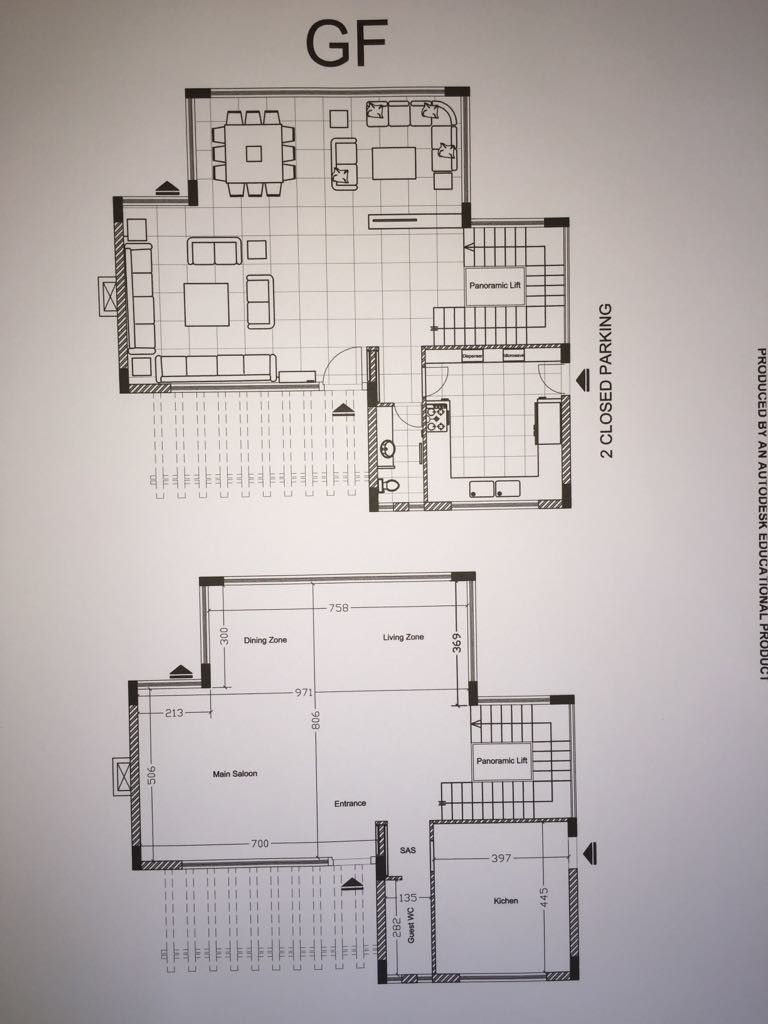 GF
Panoramic Lift
Dispenser
Microwave
2 CLOSED PARKING
PRODUCED BY AN AUTODESK EDUCATIONAL PRODUCT
758
300
Dining Zone
Living Zone
369
971
213
806
506
Main Saloon
Panoramic Lift
Entrance
700
SAS
397
135
282
Guest WC
Kichen
445